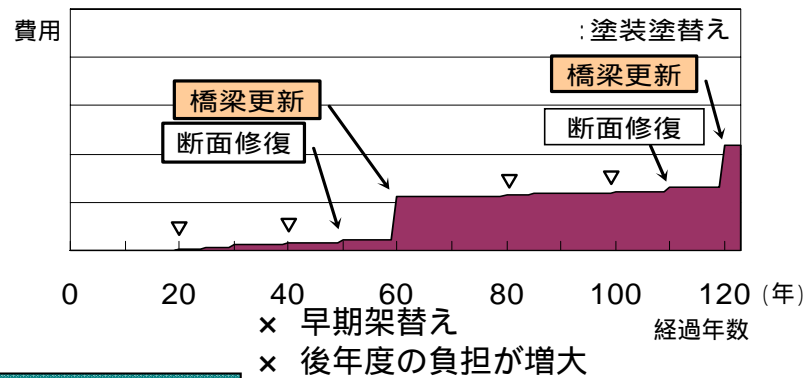 費用
:塗装塗替え
橋梁更新
橋梁更新
断面修復
断面修復
▽ ▽ ▽ ▽
0 20 40 60 80 100 120 (年)
経過年数
× 早期架替え
× 後年度の負担が増大